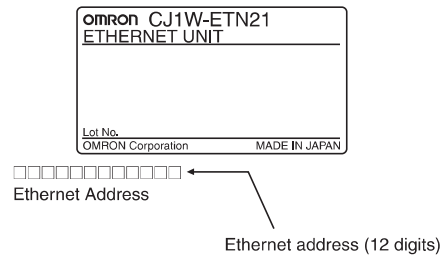 OMRON CJ1W-ETN21
ETHERNET UNIT
Lot No.
OMRON Corporation MADE IN JAPAN
□□□□□□□□□□□□
Ethernet Address
Ethernet address (12 digits)